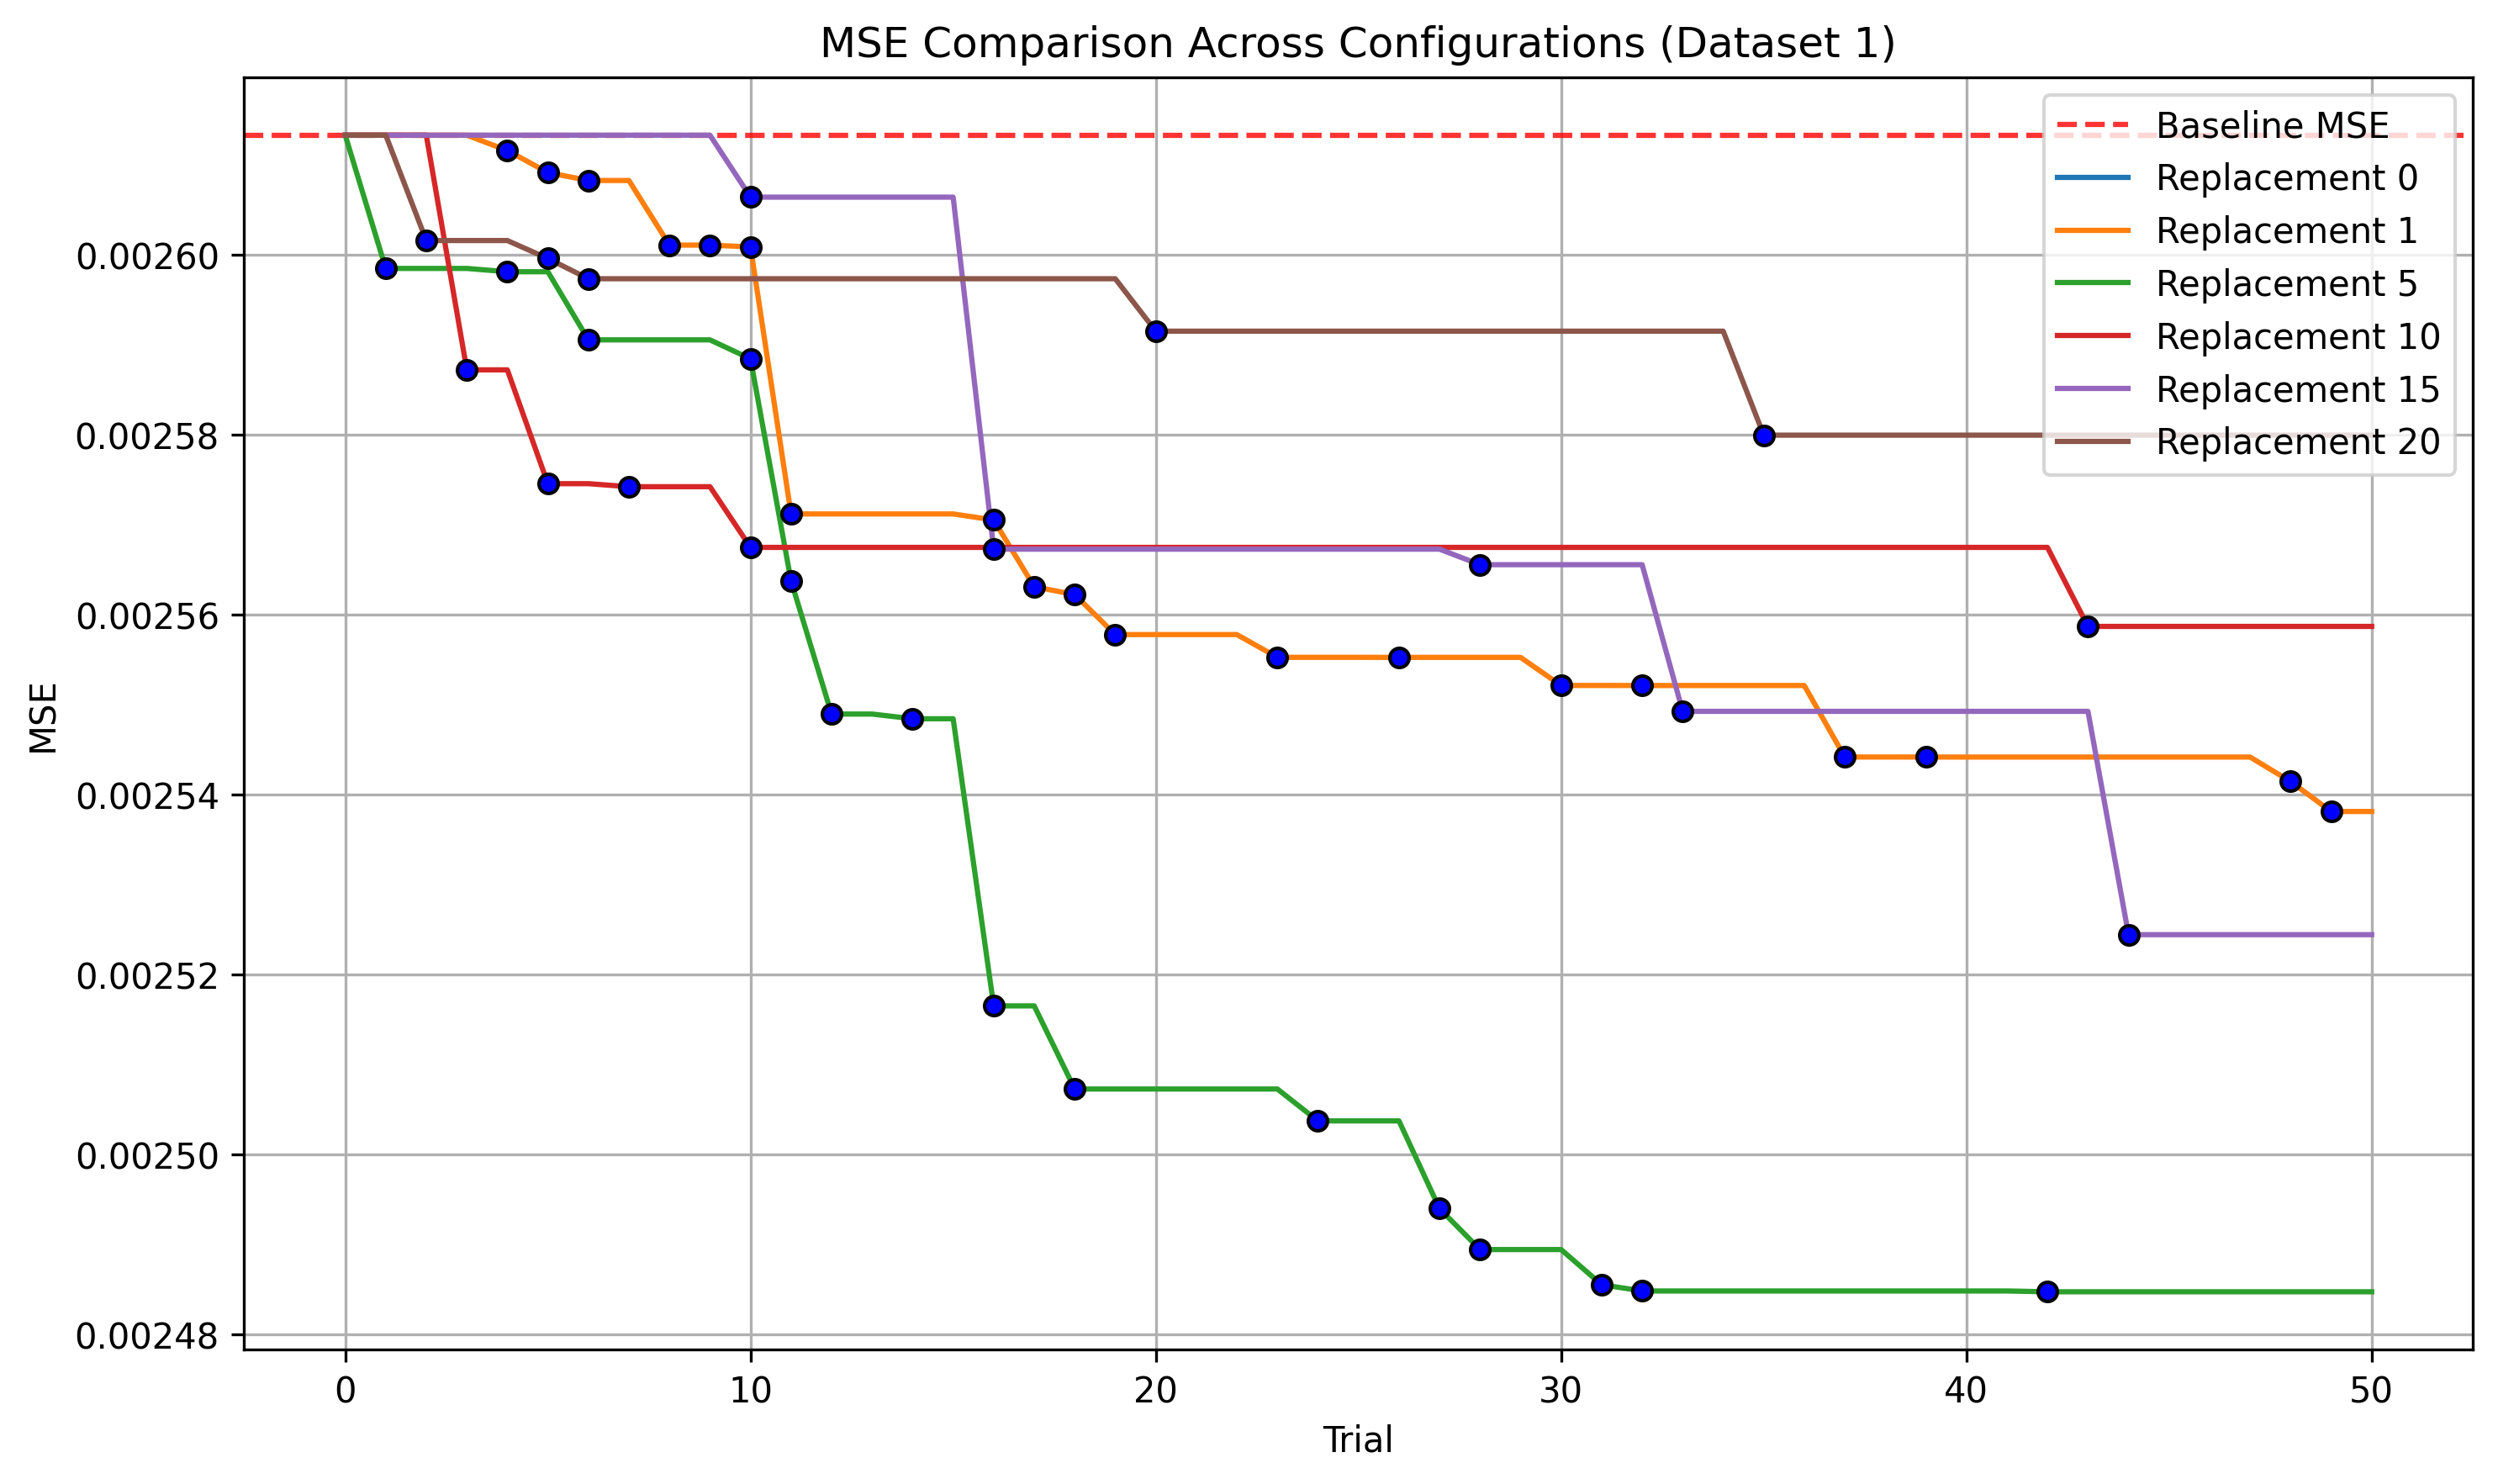 MSE Comparison Across Configurations (Dataset 1)
Baseline MSE
Replacement 0
Replacement 1
Replacement 5
Replacement 10
Replacement 15
Replacement 20
0.00260
0.00258
0.00256
0.00254
0.00252
0.00250
0.00248
MSE
0 10 20 30 40 50
Trial